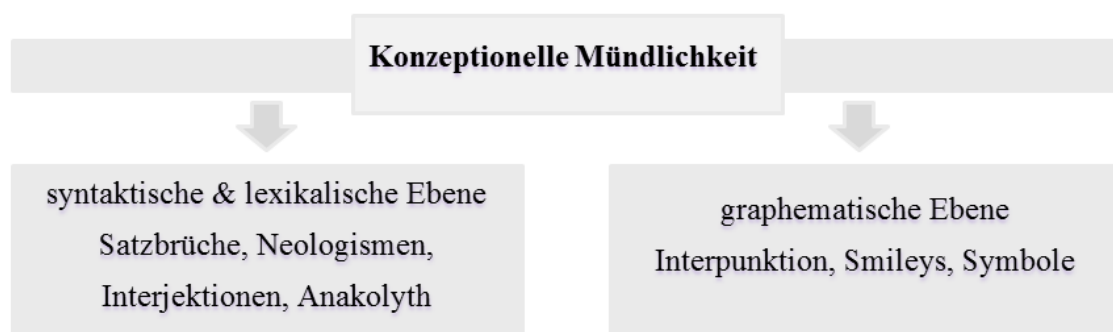 Konzeptionelle Mündlichkeit
syntaktische & lexikalische Ebene
Satzbrüche, Neologismen,
Interjektionen, Anakolyth
graphematische Ebene
Interpunktion, Smileys, Symbole